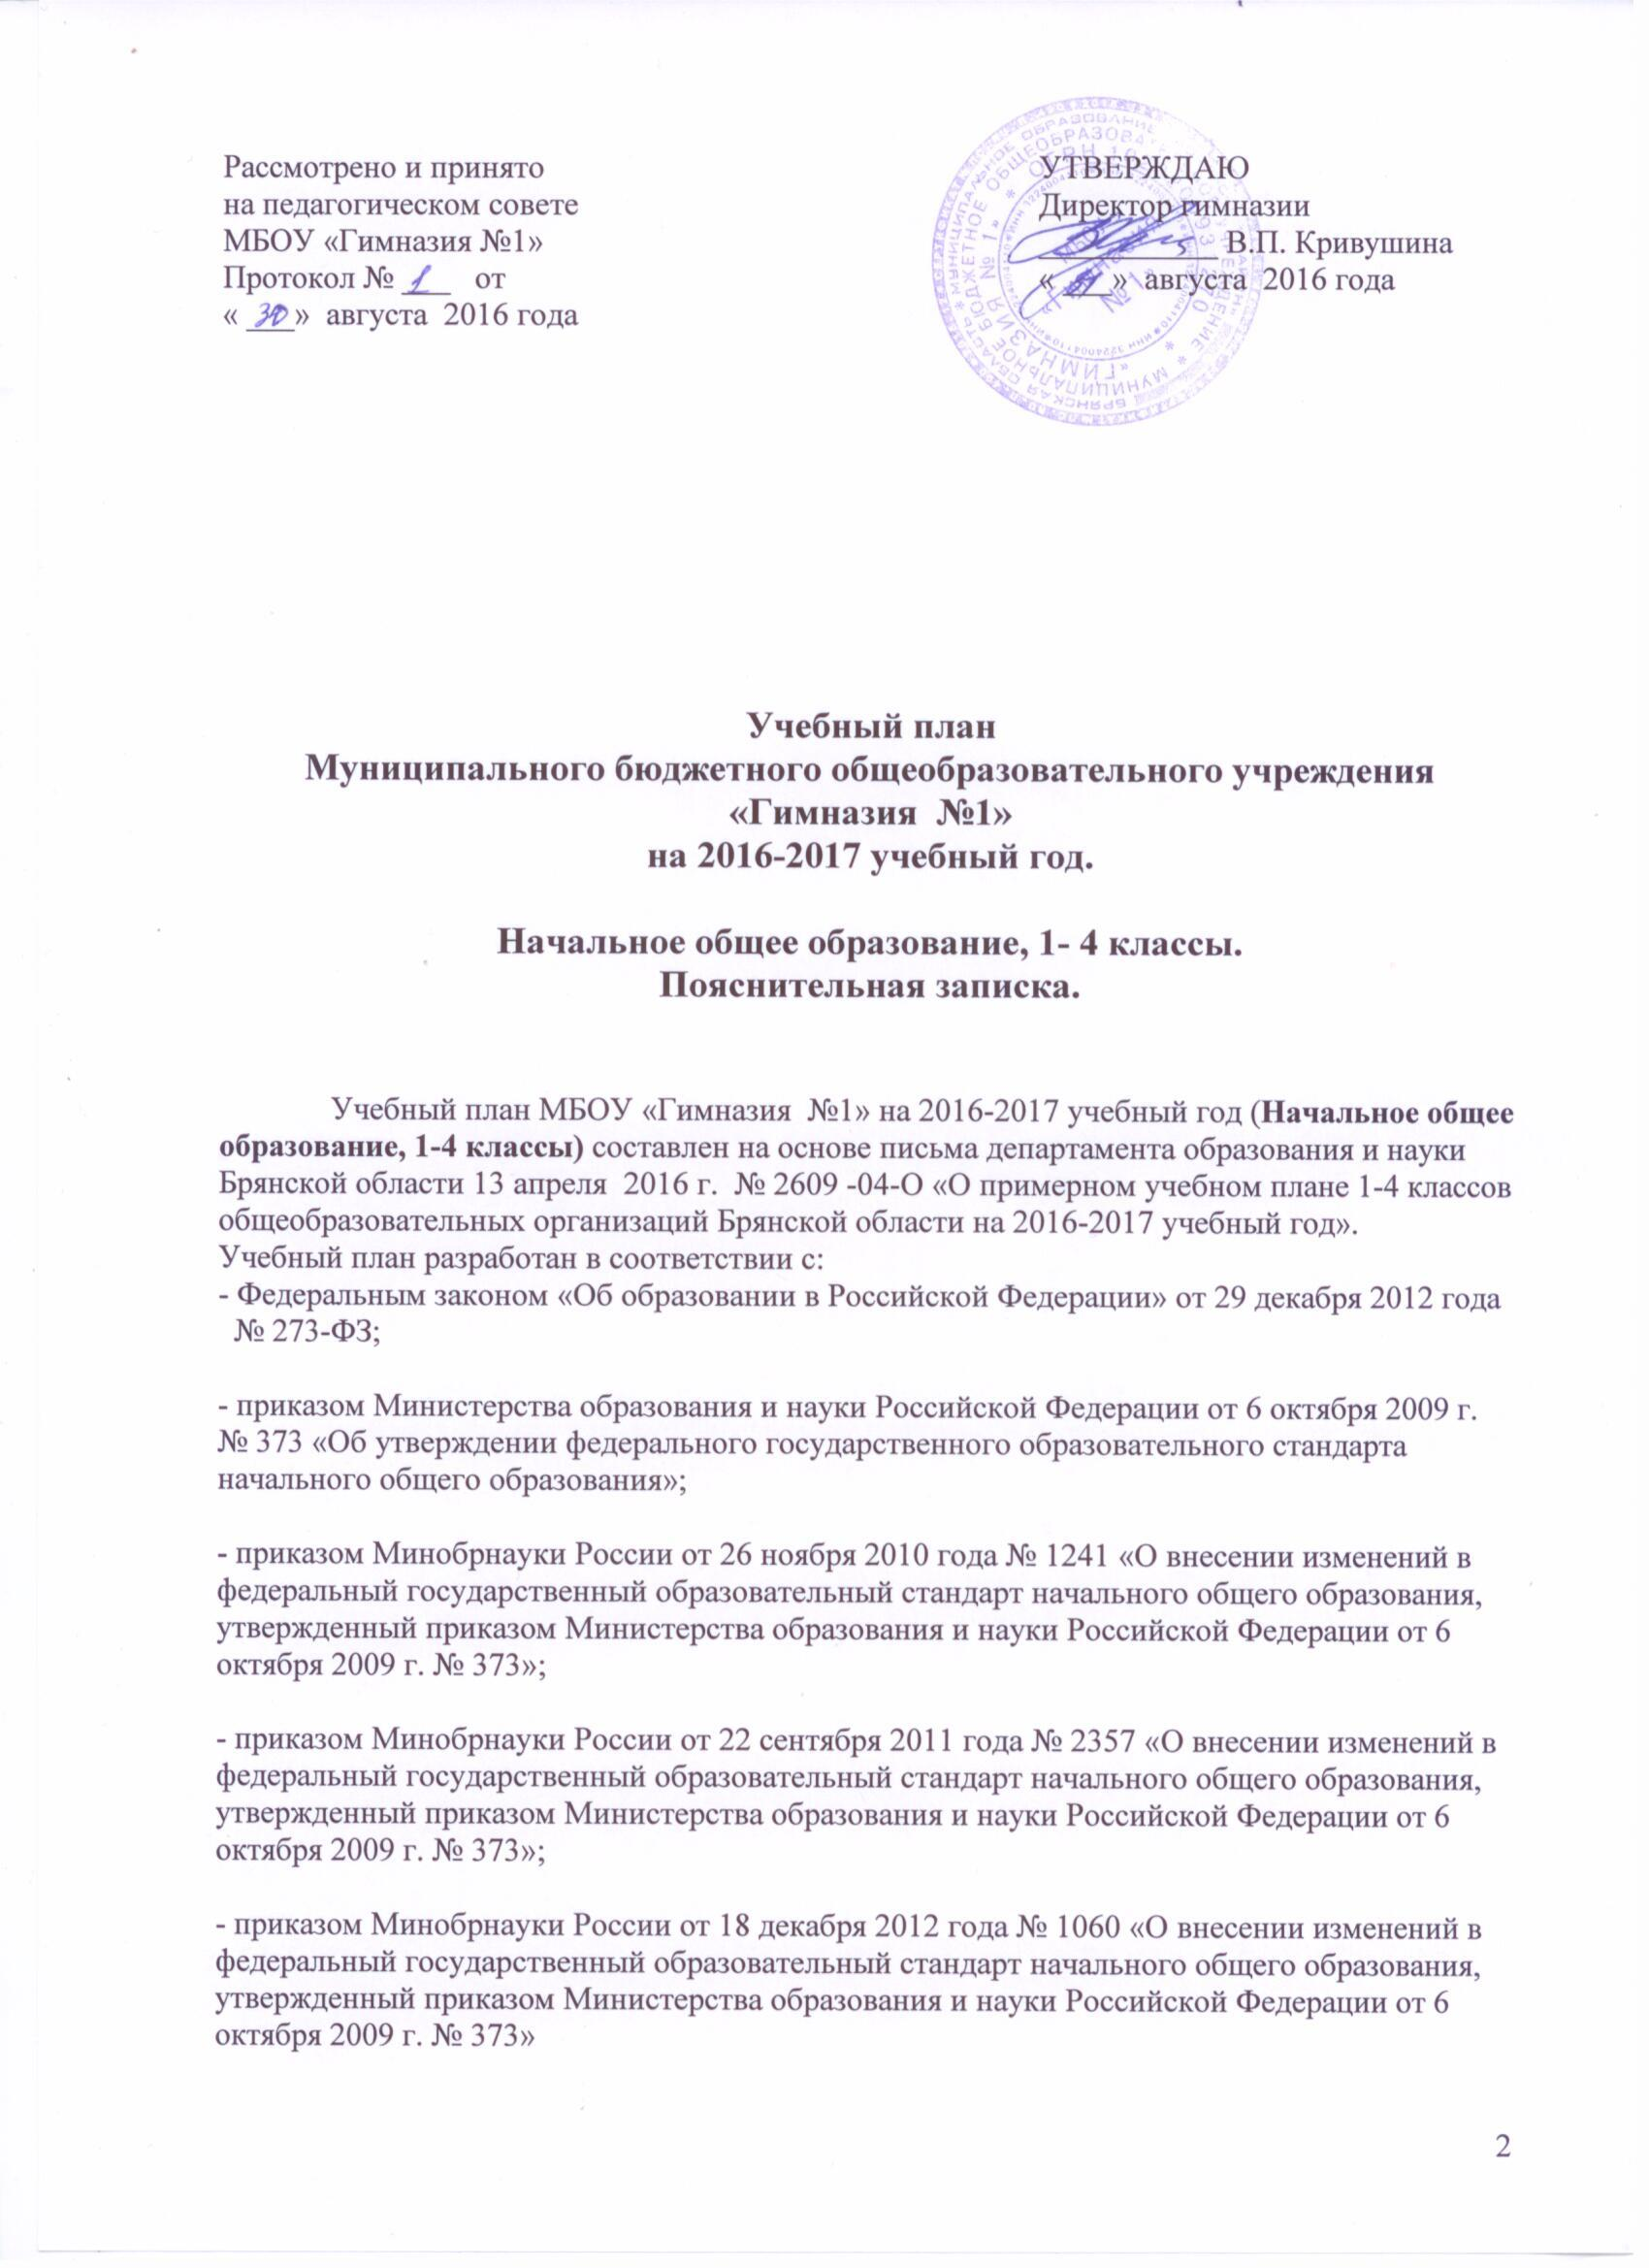 Рассмотрено и принято
на педагогическом совете
МБОУ «Гимназия №1»
Протокол № 1 от
« 30 » августа 2016 года
УТВЕРЖДАЮ
Директор гимназии
В.П. Кривушина
« » августа 2016 года
Учебный план
Муниципального бюджетного общеобразовательного учреждения
«Гимназия №1»
на 2016-2017 учебный год.
Начальное общее образование, 1- 4 классы.
Пояснительная записка.
Учебный план МБОУ «Гимназия №1» на 2016-2017 учебный год (Начальное общее
образование, 1-4 классы) составлен на основе письма департамента образования и науки
Брянской области 13 апреля 2016 г. № 2609 -04-О «О примерном учебном плане 1-4 классов
общеобразовательных организаций Брянской области на 2016-2017 учебный год».
Учебный план разработан в соответствии с:
- Федеральным законом «Об образовании в Российской Федерации» от 29 декабря 2012 года
№ 273-ФЗ;
- приказом Министерства образования и науки Российской Федерации от 6 октября 2009 г.
№ 373 «Об утверждении федерального государственного образовательного стандарта
начального общего образования»;
- приказом Минобрнауки России от 26 ноября 2010 года № 1241 «О внесении изменений в
федеральный государственный образовательный стандарт начального общего образования,
утвержденный приказом Министерства образования и науки Российской Федерации от 6
октября 2009 г. № 373»;
- приказом Минобрнауки России от 22 сентября 2011 года № 2357 «О внесении изменений в
федеральный государственный образовательный стандарт начального общего образования,
утвержденный приказом Министерства образования и науки Российской Федерации от 6
октября 2009 г. № 373»;
- приказом Минобрнауки России от 18 декабря 2012 года № 1060 «О внесении изменений в
федеральный государственный образовательный стандарт начального общего образования,
утвержденный приказом Министерства образования и науки Российской Федерации от 6
октября 2009 г. № 373»
2